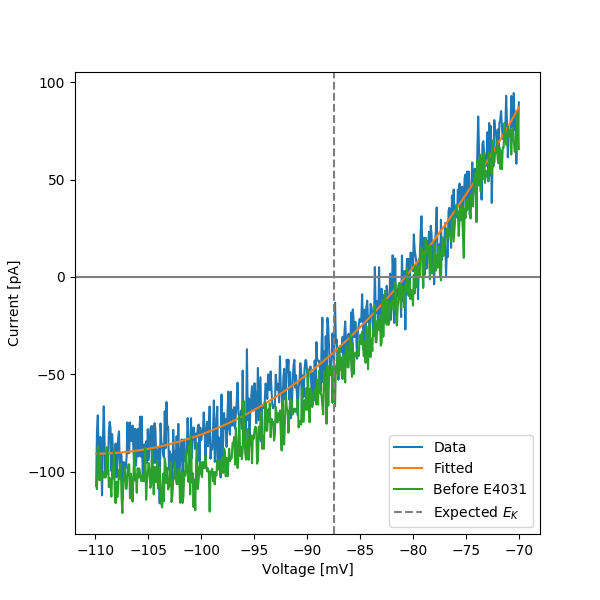 100
50
0
−50
−100
Current [pA]
−110
−105
−100
−95
−90
−85
−80
−75
−70
Voltage [mV]
Data
Fitted
Before E4031
Expected E_K